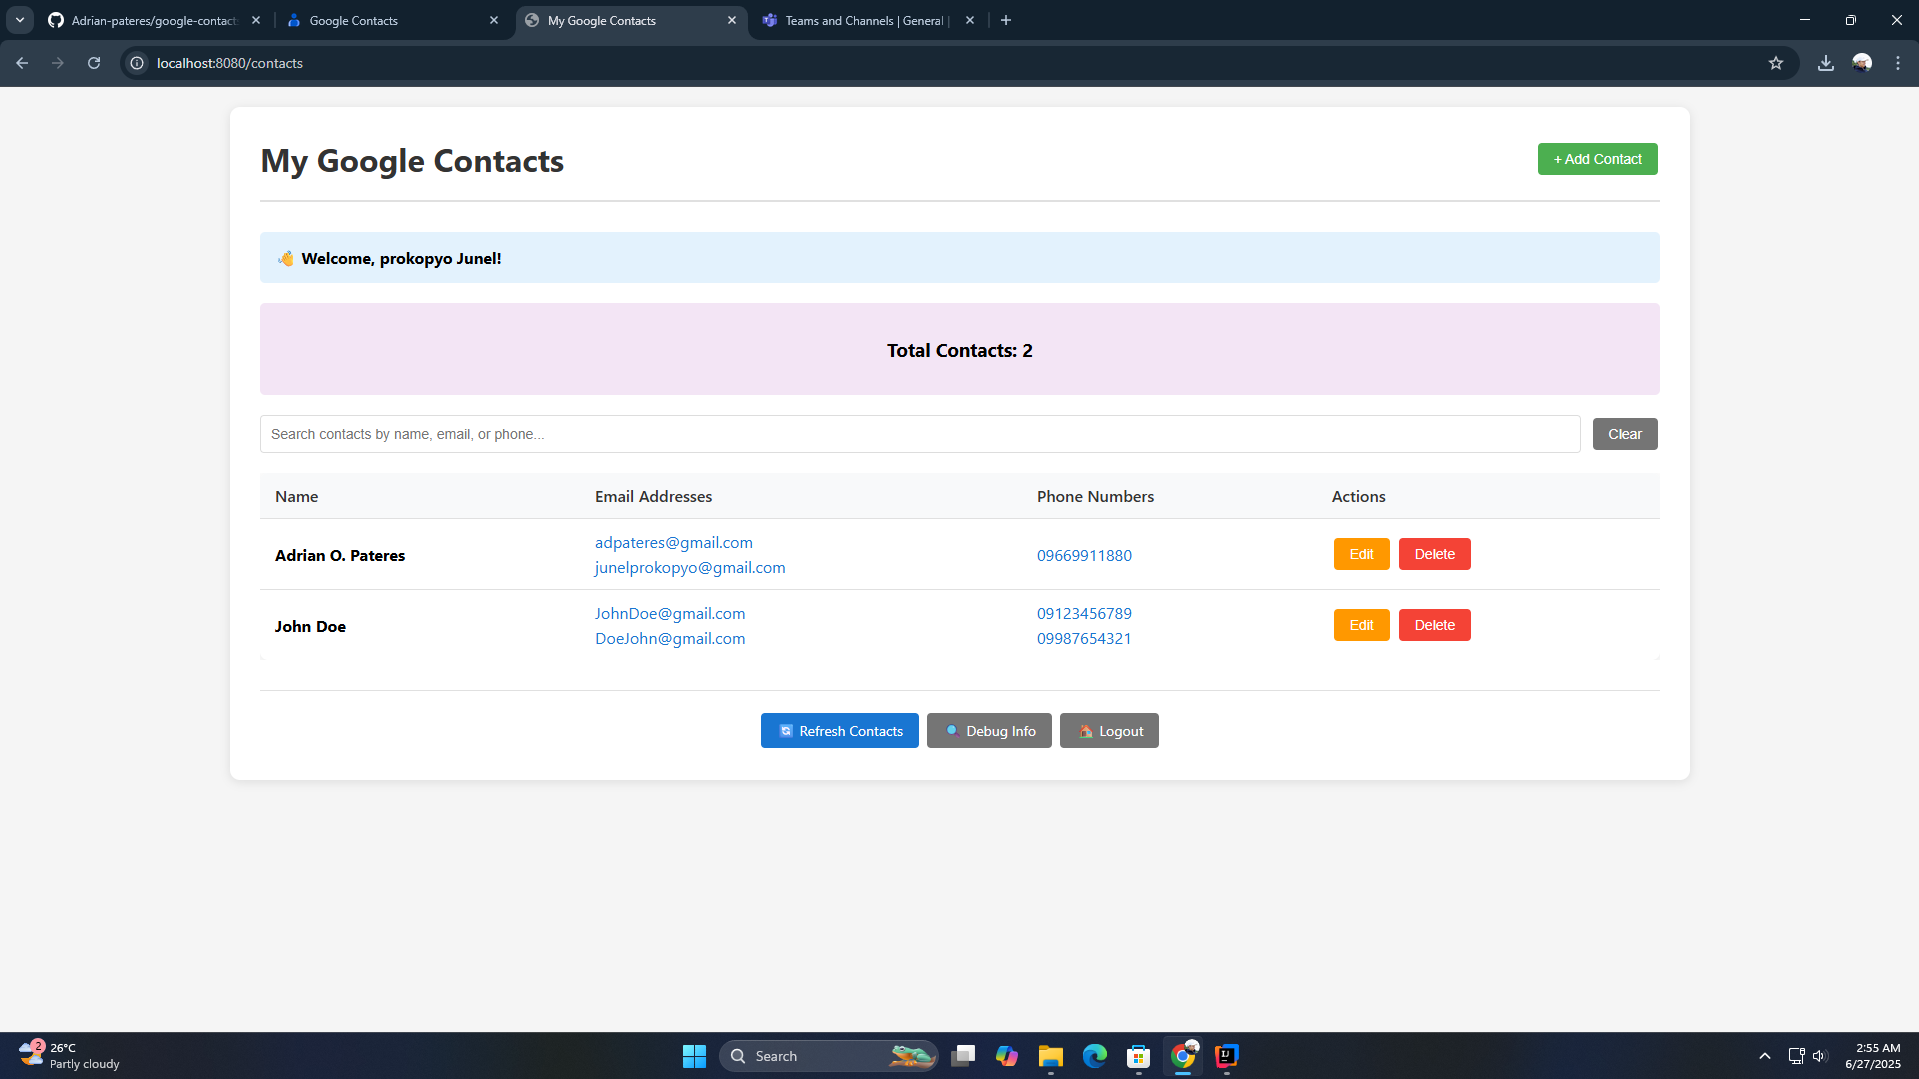 Adrian-pateres/google-contacts
Google Contacts
My Google Contacts
Teams and Channels | General |
localhost:8080/contacts
My Google Contacts
+ Add Contact
👋 Welcome, prokopyo Junel!
Total Contacts: 2
Search contacts by name, email, or phone...
Clear
Name Email Addresses Phone Numbers Actions
adpateres@gmail.com
Adrian O. Pateres 09669911880 Edit Delete
junelprokopyo@gmail.com
JohnDoe@gmail.com 09123456789
John Doe Edit Delete
DoeJohn@gmail.com 09987654321
🔄 Refresh Contacts 🔍 Debug Info 🏠 Logout
2
26°C
Partly cloudy
Search
2:55 AM
6/27/2025